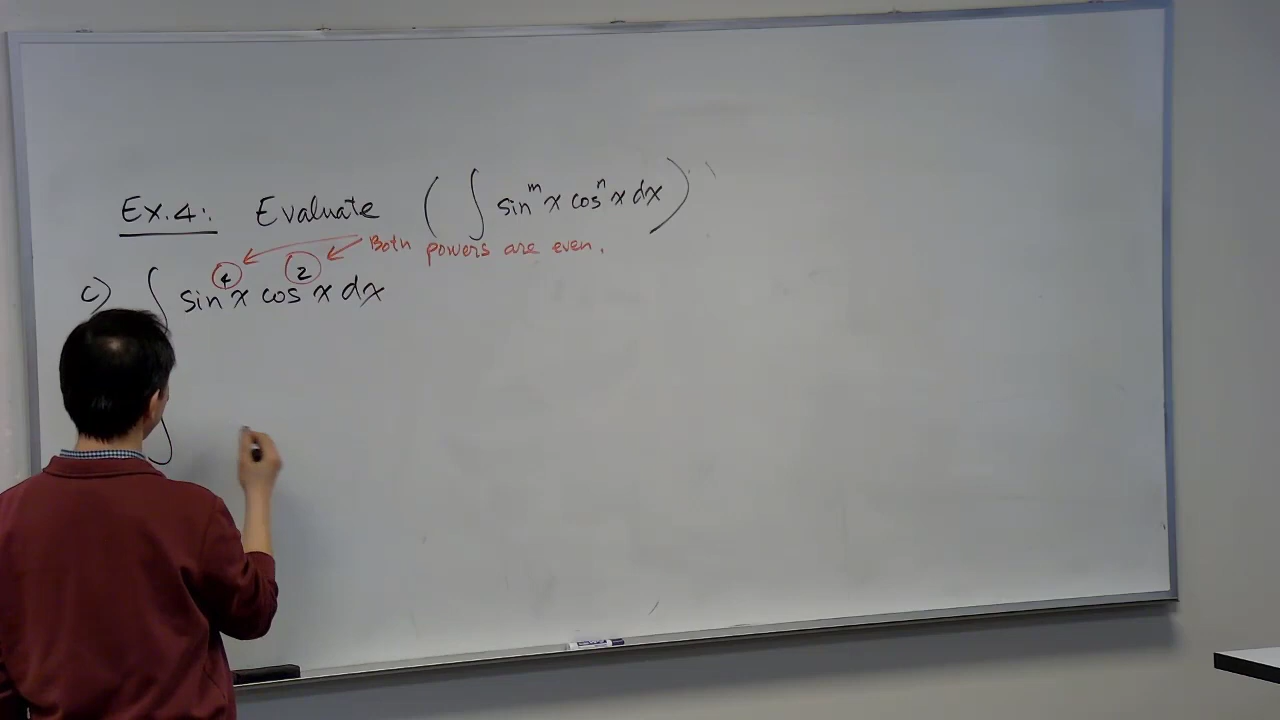 Ex.4: Evaluate (∫ sin^m x cos^n x dx)
Both powers are even.
c) ∫ sin^4 x cos^2 x dx